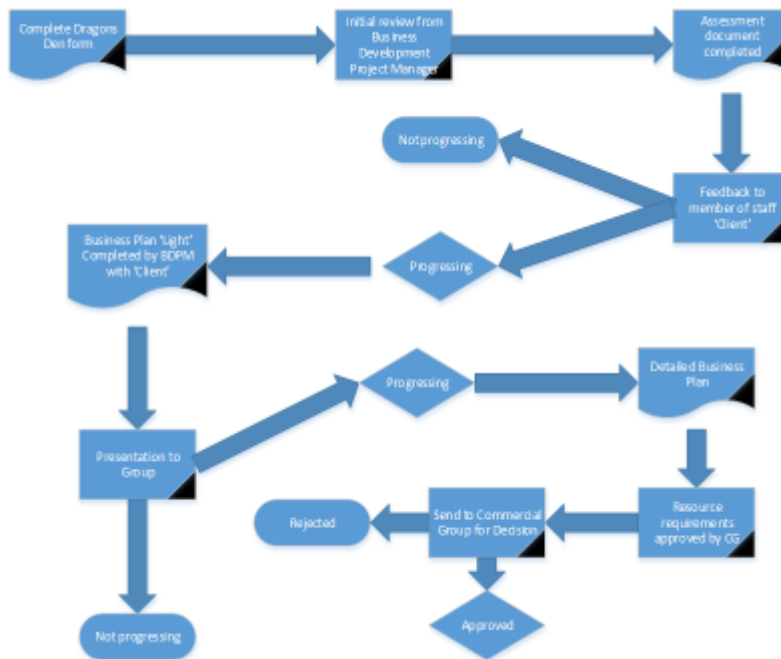 Complete Dragons
Den form
Initial review from
Business
Development
Project Manager
Assessment
document
completed
Not progressing
Feedback to
member of staff
'Client'
Business Plan 'Light'
Completed by BDPM
with 'Client'
Progressing
Progressing
Detailed Business
Plan
Presentation to
Group
Rejected
Send to Commercial
Group for Decision
Resource
requirements
approved by CG
Not progressing
Approved